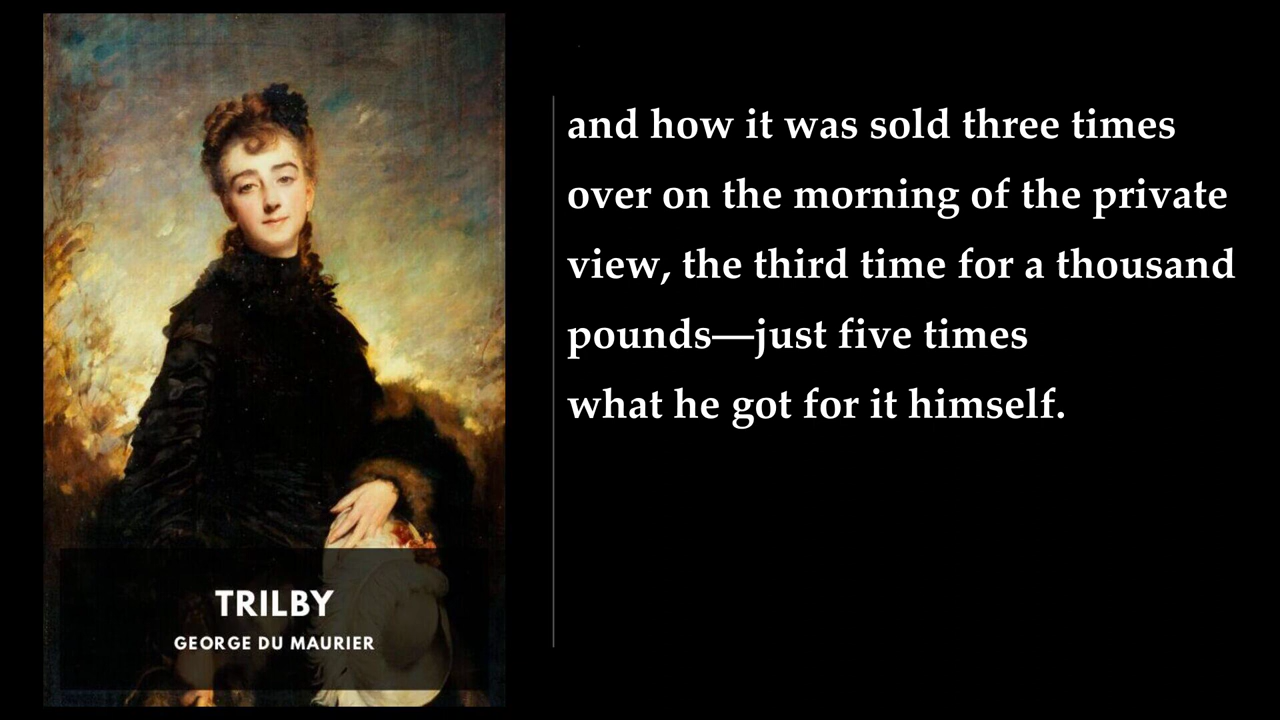 and how it was sold three times
over on the morning of the private
view, the third time for a thousand
pounds—just five times
what he got for it himself.
TRILBY
GEORGE DU MAURIER